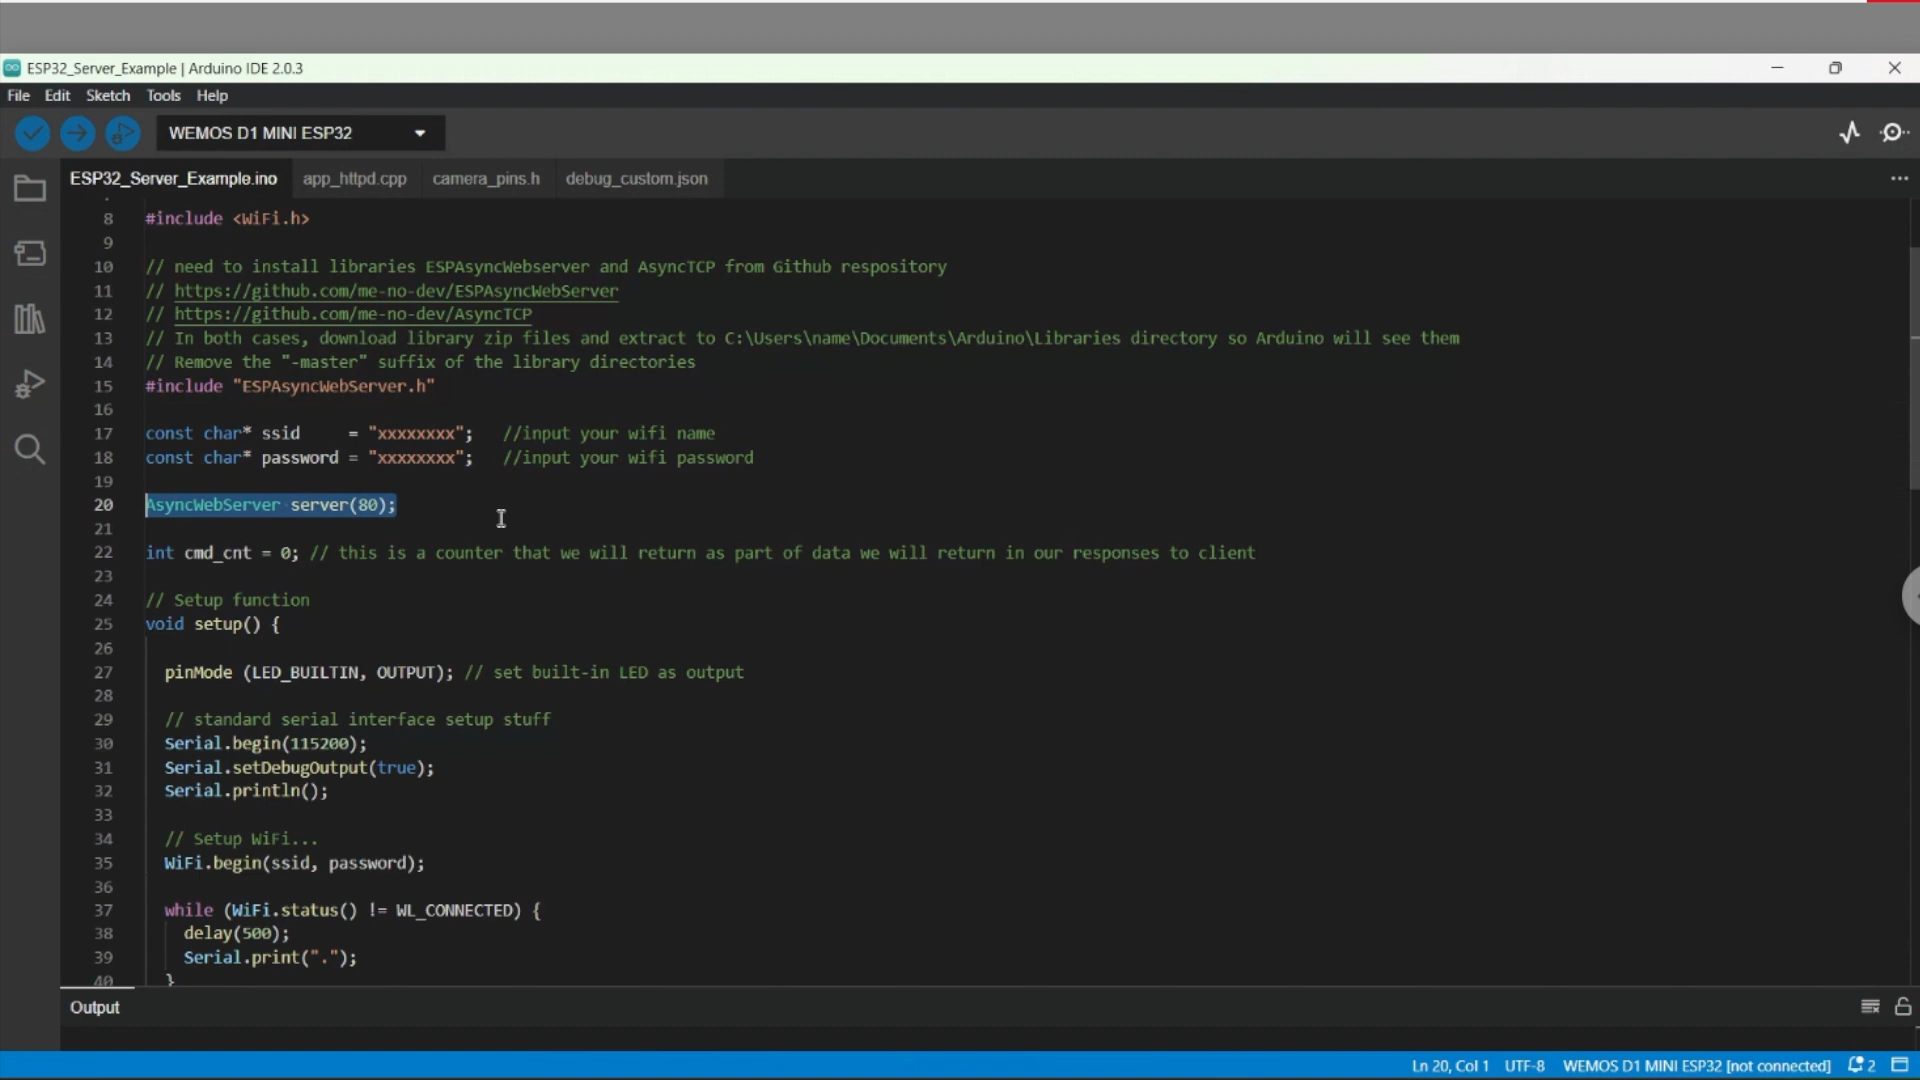 ESP32_Server_Example | Arduino IDE 2.0.3
File Edit Sketch Tools Help
WEMOS D1 MINI ESP32
ESP32_Server_Example.ino app_httpd.cpp camera_pins.h debug_custom.json
8 #include <WiFi.h>
9
10 // need to install libraries ESPAsyncWebserver and AsyncTCP from Github respository
11 // https://github.com/me-no-dev/ESPAsyncWebServer
12 // https://github.com/me-no-dev/AsyncTCP
13 // In both cases, download library zip files and extract to C:\Users\name\Documents\Arduino\Libraries directory so Arduino will see them
14 // Remove the "-master" suffix of the library directories
15 #include "ESPAsyncWebServer.h"
16
17 const char* ssid     = "xxxxxxxx";   //input your wifi name
18 const char* password = "xxxxxxxx";   //input your wifi password
19
20 AsyncWebServer server(80);
21
22 int cmd_cnt = 0; // this is a counter that we will return as part of data we will return in our responses to client
23
24 // Setup function
25 void setup() {
26
27   pinMode (LED_BUILTIN, OUTPUT); // set built-in LED as output
28
29   // standard serial interface setup stuff
30   Serial.begin(115200);
31   Serial.setDebugOutput(true);
32   Serial.println();
33
34   // Setup WiFi...
35   WiFi.begin(ssid, password);
36
37   while (WiFi.status() != WL_CONNECTED) {
38     delay(500);
39     Serial.print(".");
40   }
Output
Ln 20, Col 1 UTF-8 WEMOS D1 MINI ESP32 [not connected] 2